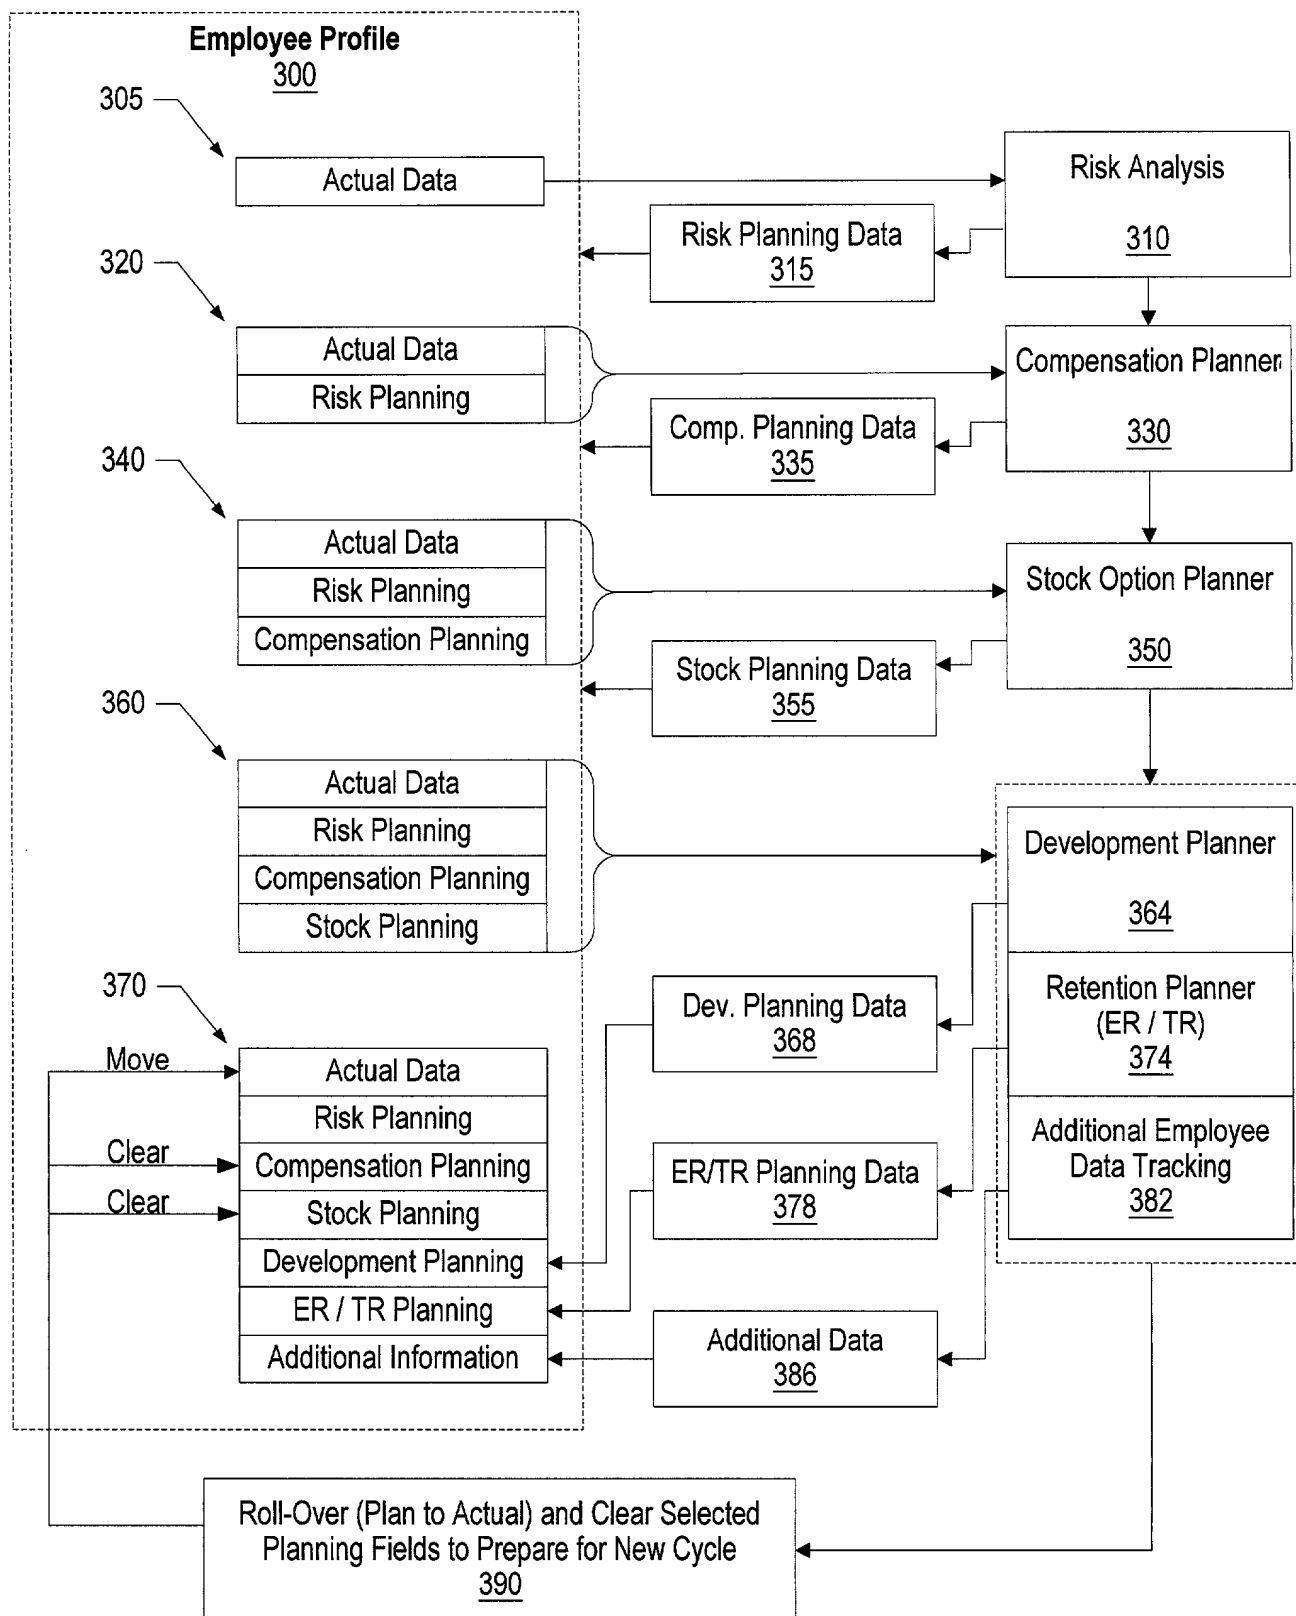 Employee Profile
300
305
Actual Data
Risk Analysis
310
Risk Planning Data
315
320
Actual Data
Risk Planning
Compensation Planner
330
Comp. Planning Data
335
340
Actual Data
Risk Planning
Compensation Planning
Stock Option Planner
350
Stock Planning Data
355
360
Actual Data
Risk Planning
Compensation Planning
Stock Planning
Development Planner
364
Dev. Planning Data
368
Retention Planner
(ER / TR)
374
370
Move
Clear
Clear
Actual Data
Risk Planning
Compensation Planning
Stock Planning
Development Planning
ER / TR Planning
Additional Information
ER/TR Planning Data
378
Additional Employee
Data Tracking
382
Additional Data
386
Roll-Over (Plan to Actual) and Clear Selected
Planning Fields to Prepare for New Cycle
390